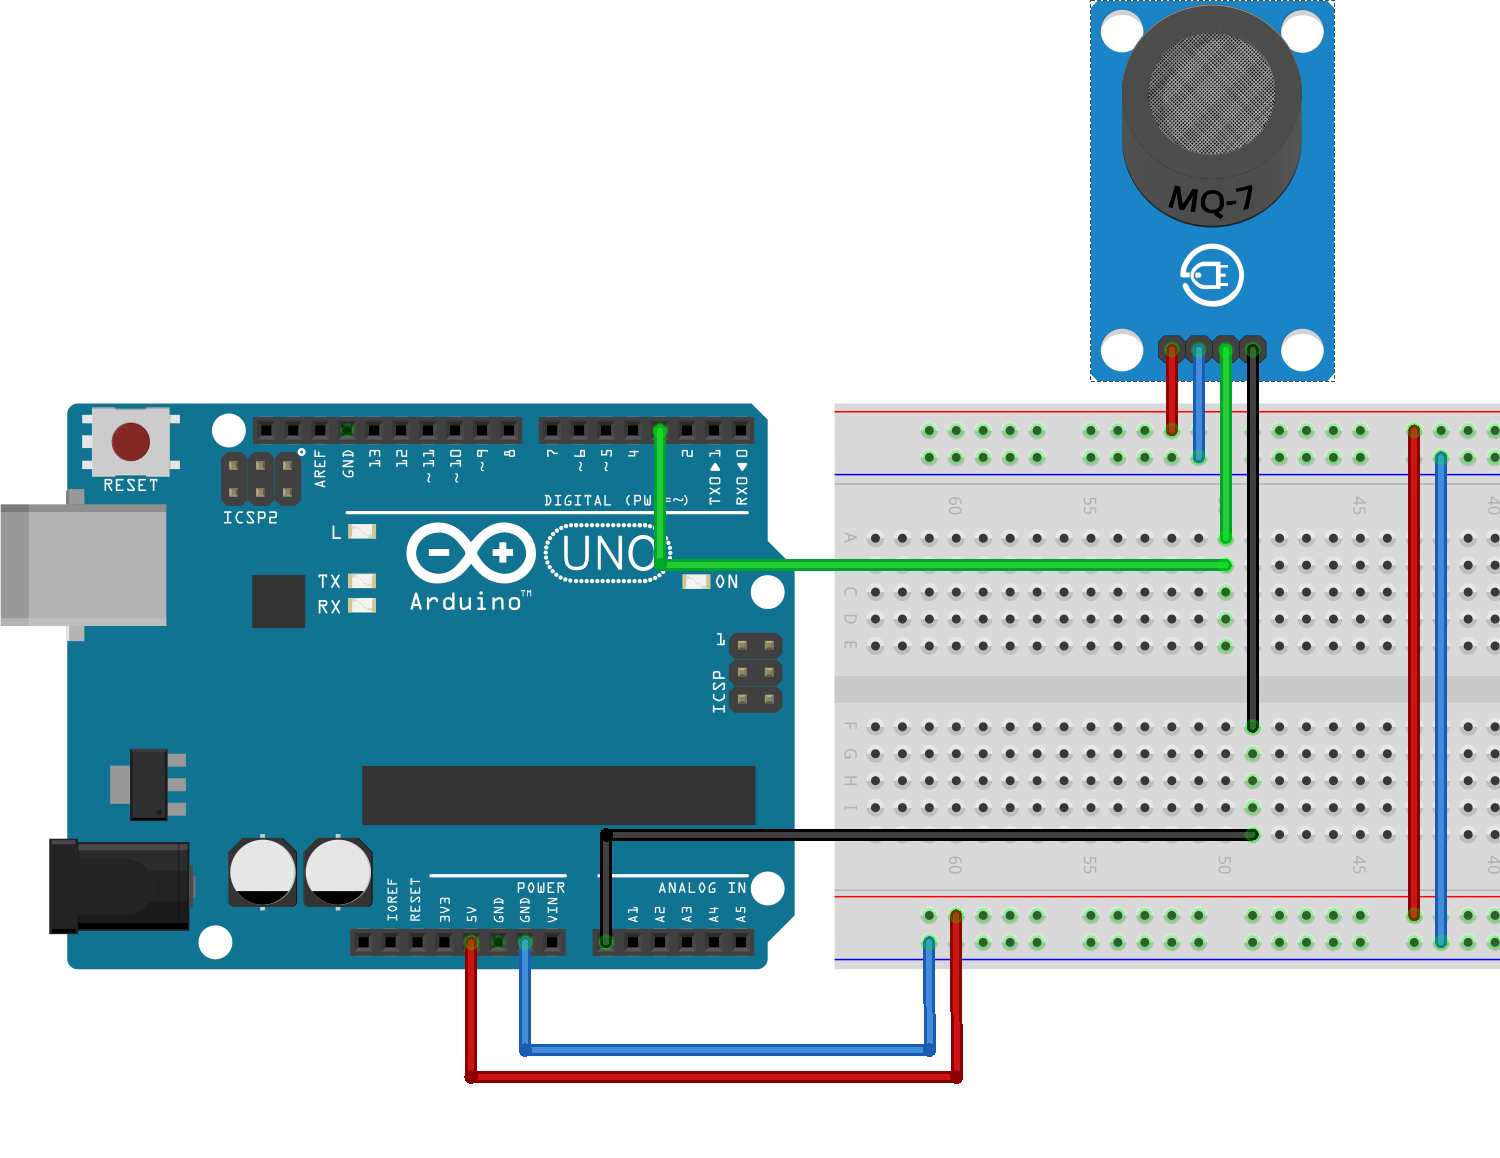 MQ-7
RESET
ICSP2
AREF
GND
13
12
~11
~10
~9
8
7
~6
~5
4
2
TX0▶1
RX0◀0
DIGITAL (PW =~)
L
TX
RX
UNO
ON
Arduino™
1
ICSP
POWER
ANALOG IN
IOREF
RESET
3V3
5V
GND
GND
VIN
A1
A2
A3
A4
A5
60
55
45
40
A
C
D
E
F
G
H
I
60
55
50
45
40